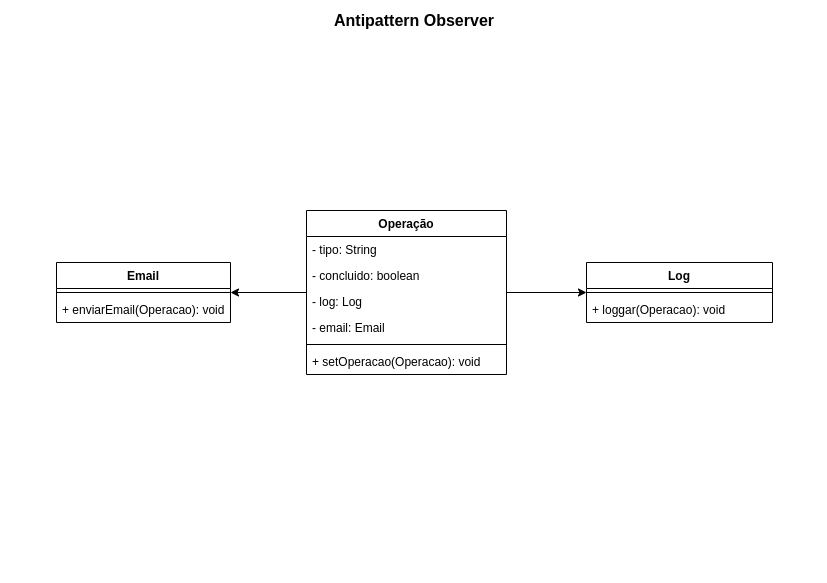 Antipattern Observer
Operação
- tipo: String
- concluido: boolean
- log: Log
- email: Email
+ setOperacao(Operacao): void
Email
+ enviarEmail(Operacao): void
Log
+ loggar(Operacao): void